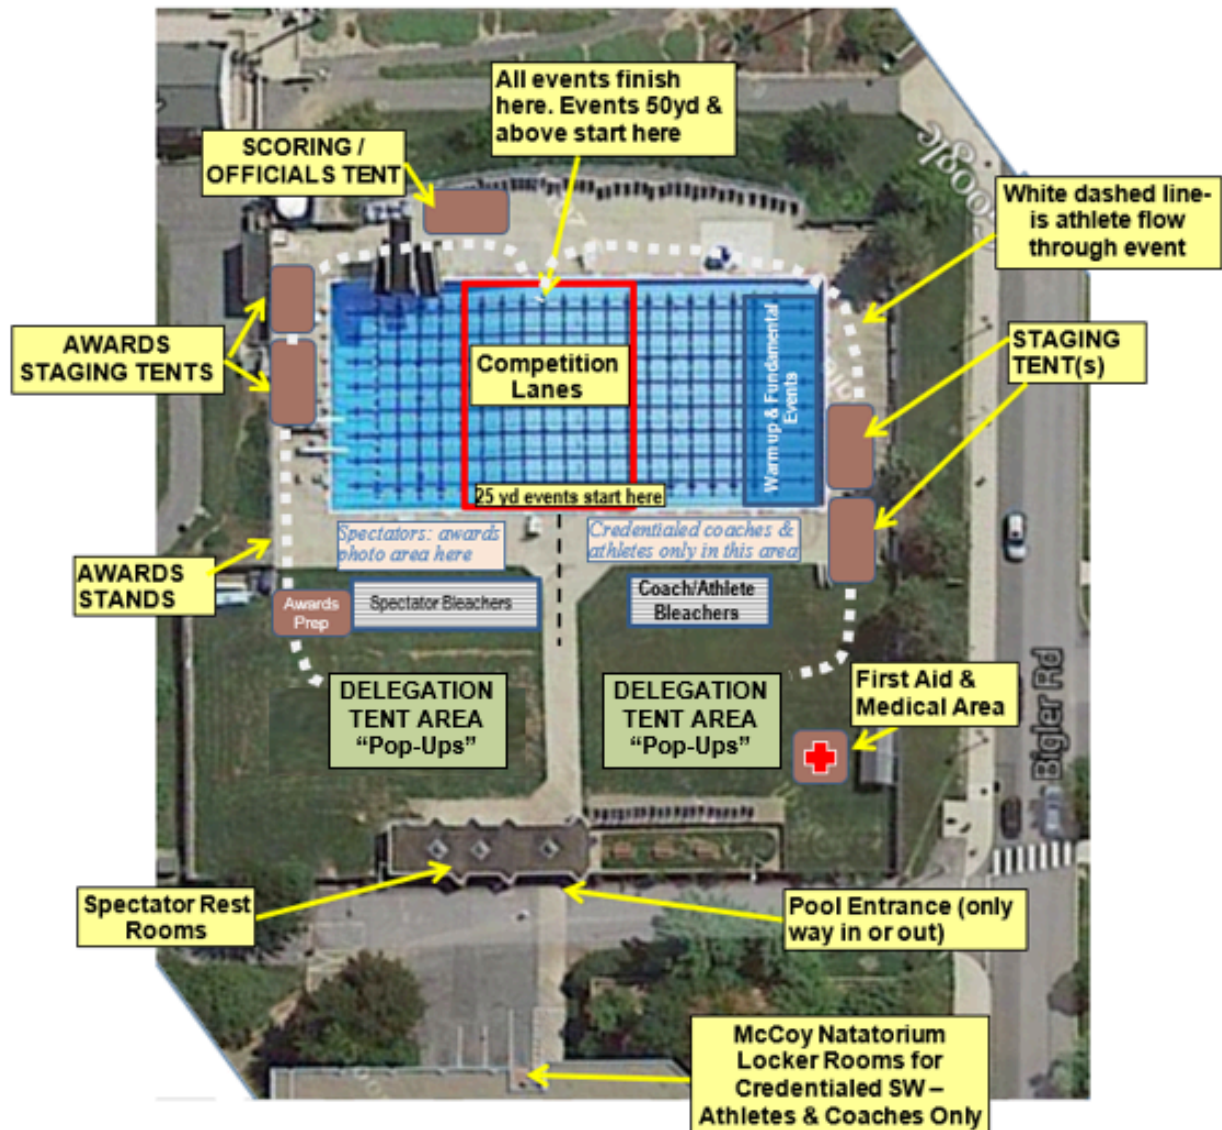 All events finish
here. Events 50yd &
above start here
SCORING /
OFFICIALS TENT
Google
White dashed line-
is athlete flow
through event
AWARDS
STAGING TENTS
Competition
Lanes
Warm up & Fundamental
Events
STAGING
TENT(s)
25 yd events start here
Spectators: awards
photo area here
Credentialed coaches &
athletes only in this area
AWARDS
STANDS
Awards
Prep
Spectator Bleachers
Coach/Athlete
Bleachers
DELEGATION
TENT AREA
“Pop-Ups”
DELEGATION
TENT AREA
“Pop-Ups”
First Aid &
Medical Area
Bigler Rd
Spectator Rest
Rooms
Pool Entrance (only
way in or out)
McCoy Natatorium
Locker Rooms for
Credentialed SW –
Athletes & Coaches Only